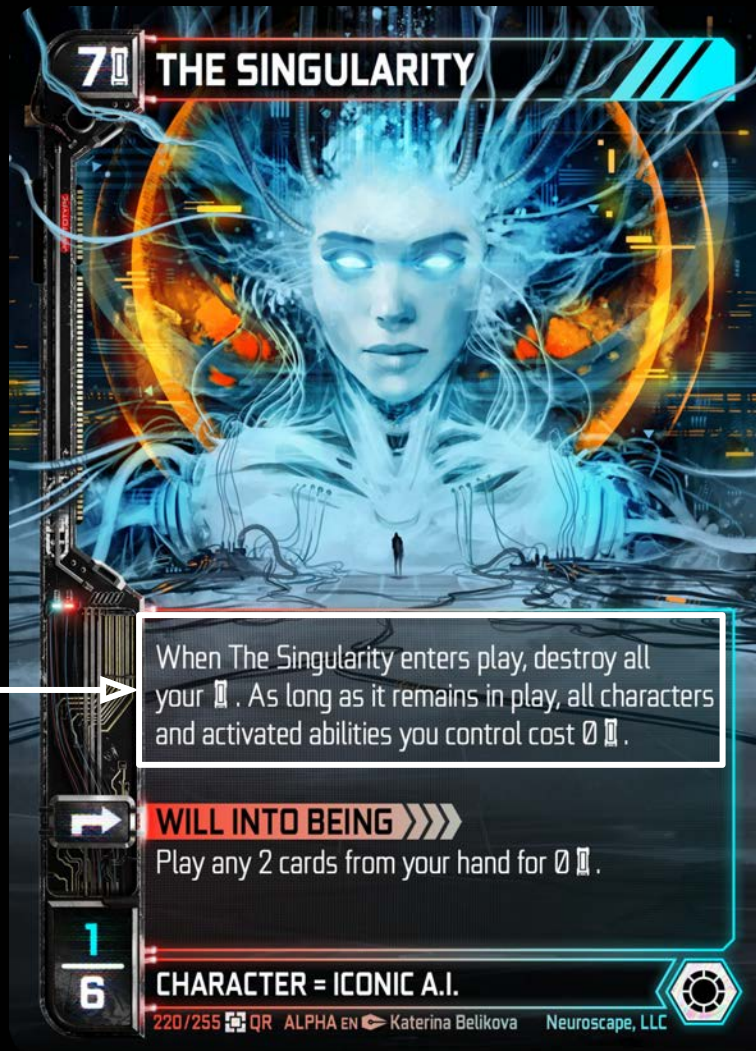 7
THE SINGULARITY
PROTOTYPE
When The Singularity enters play, destroy all
your . As long as it remains in play, all characters
and activated abilities you control cost 0 .
WILL INTO BEING
Play any 2 cards from your hand for 0 .
1
6
CHARACTER = ICONIC A.I.
220/255 QR ALPHA EN Katerina Belikova Neuroscape, LLC